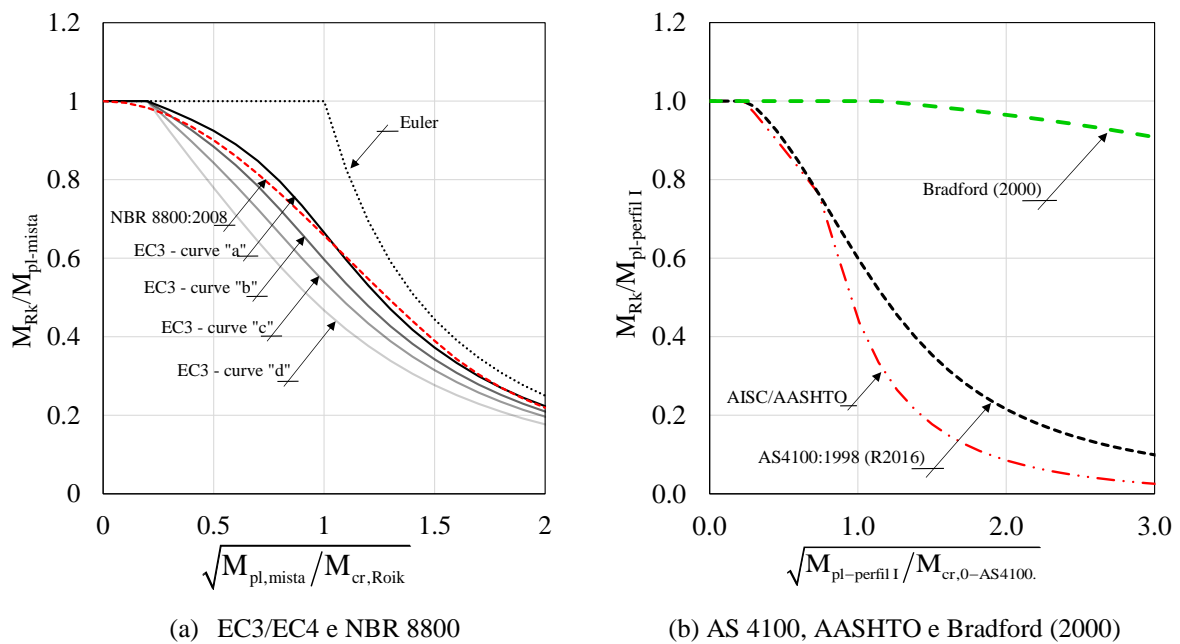 1.2
1
0.8
0.6
0.4
0.2
0
M_Rk/M_pl-mista
Euler
NBR 8800:2008
EC3 - curve "a"
EC3 - curve "b"
EC3 - curve "c"
EC3 - curve "d"
0 0.5 1 1.5 2
√M_pl,mista / M_cr,Roik
(a) EC3/EC4 e NBR 8800
1.2
1.0
0.8
0.6
0.4
0.2
0.0
M_Rk/M_pl-perfil I
Bradford (2000)
AISC/AASHTO
AS4100:1998 (R2016)
0.0 1.0 2.0 3.0
√M_pl−perfil I / M_cr,0−AS4100.
(b) AS 4100, AASHTO e Bradford (2000)